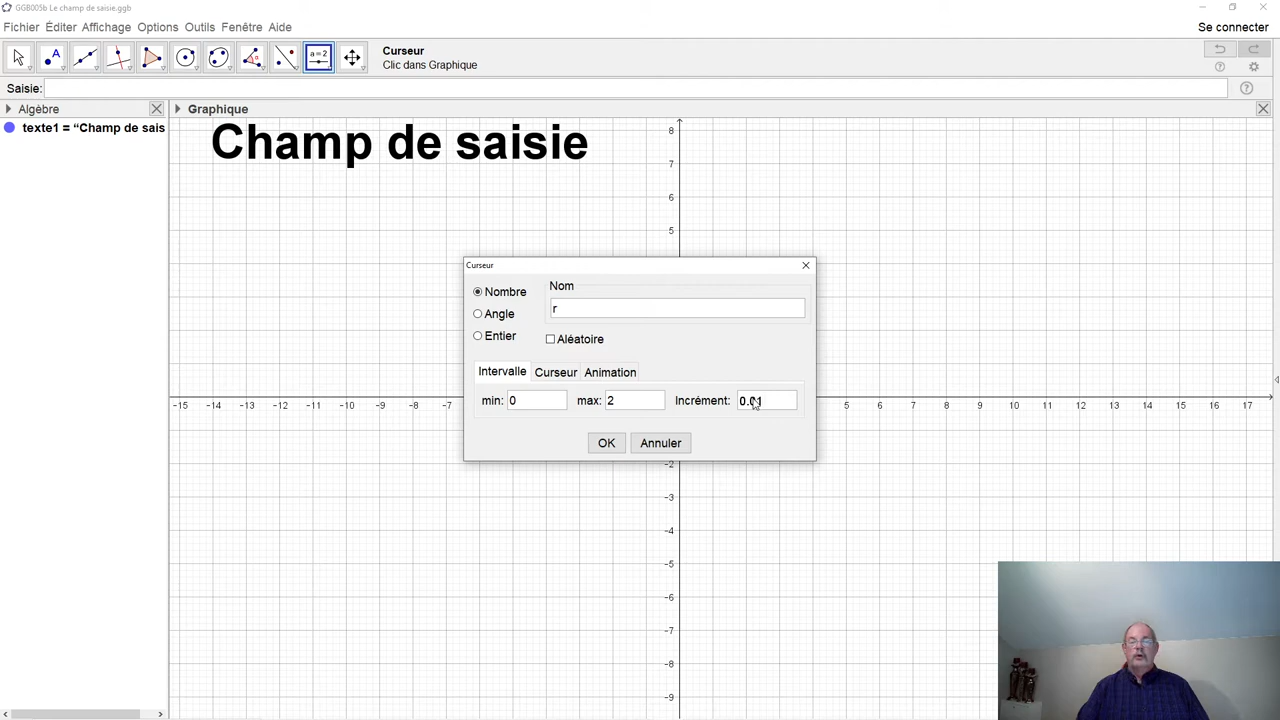 GGB005b Le champ de saisie.ggb
Fichier Éditer Affichage Options Outils Fenêtre Aide
Se connecter
A
a=2
Curseur
Clic dans Graphique
Saisie:
Algèbre
Graphique
texte1 = “Champ de sais
Champ de saisie
8
7
6
5
Curseur
Nombre
Nom
r
Angle
Entier
Aléatoire
Intervalle Curseur Animation
min: 0 max: 2 Incrément: 0.01
OK Annuler
-15 -14 -13 -12 -11 -10 -9 -8 -7 5 6 7 8 9 10 11 12 13 14 15 16 17
-2
-3
-4
-5
-6
-7
-8
-9